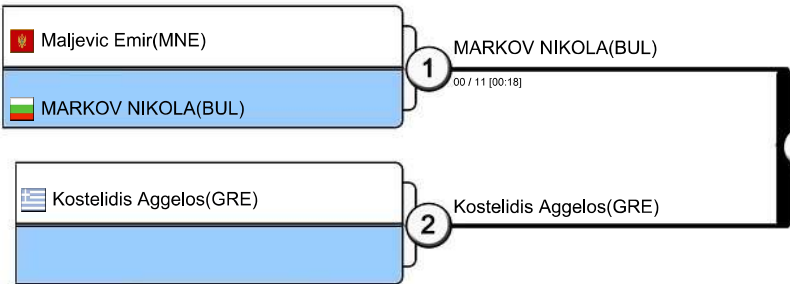 Maljevic Emir(MNE)
MARKOV NIKOLA(BUL)
1
MARKOV NIKOLA(BUL)
00 / 11 [00:18]
Kostelidis Aggelos(GRE)
2
Kostelidis Aggelos(GRE)